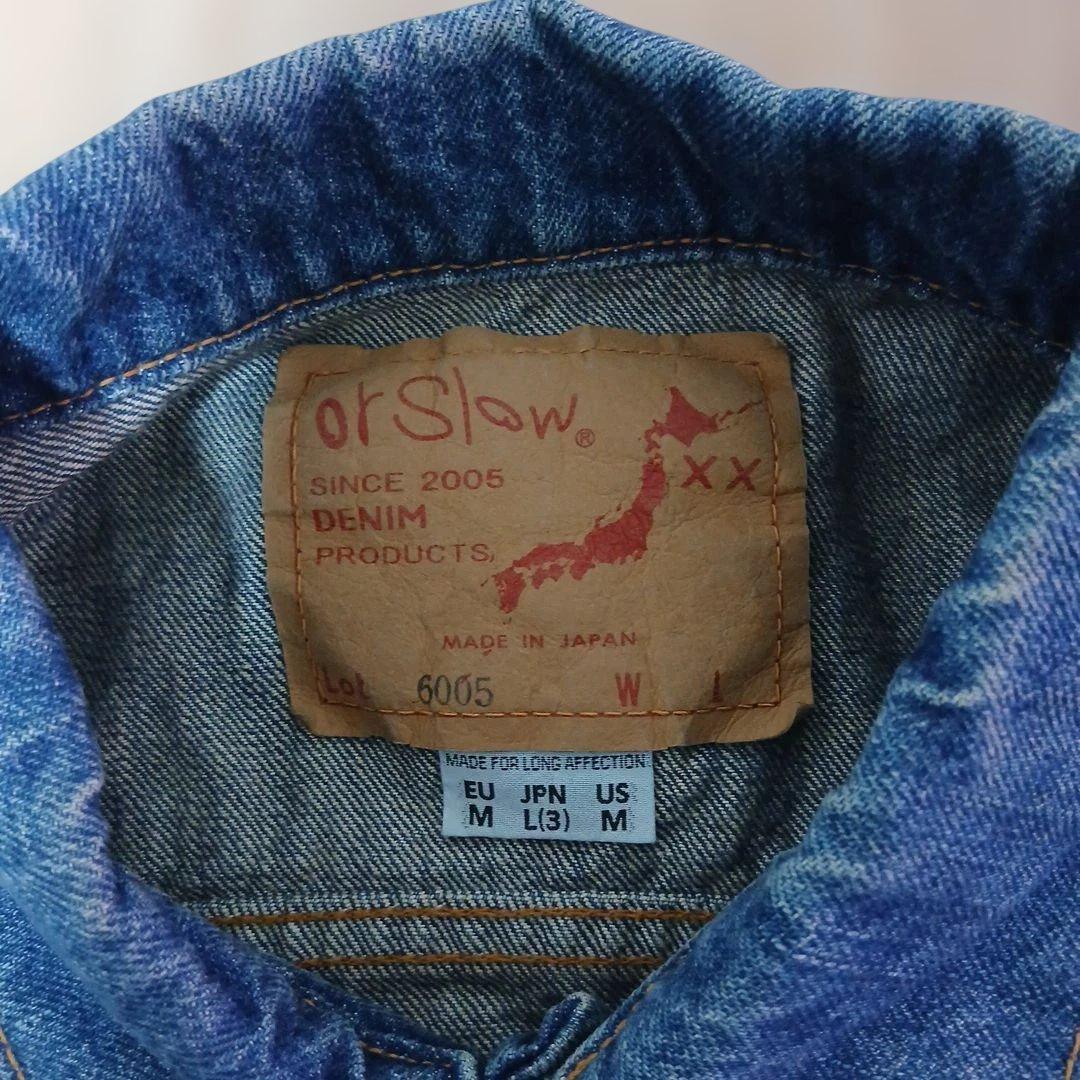 orSlow®
SINCE 2005
XX
DENIM
PRODUCTS,
MADE IN JAPAN
Lot 6005 W L
MADE FOR LONG AFFECTION
EU JPN US
M L(3) M